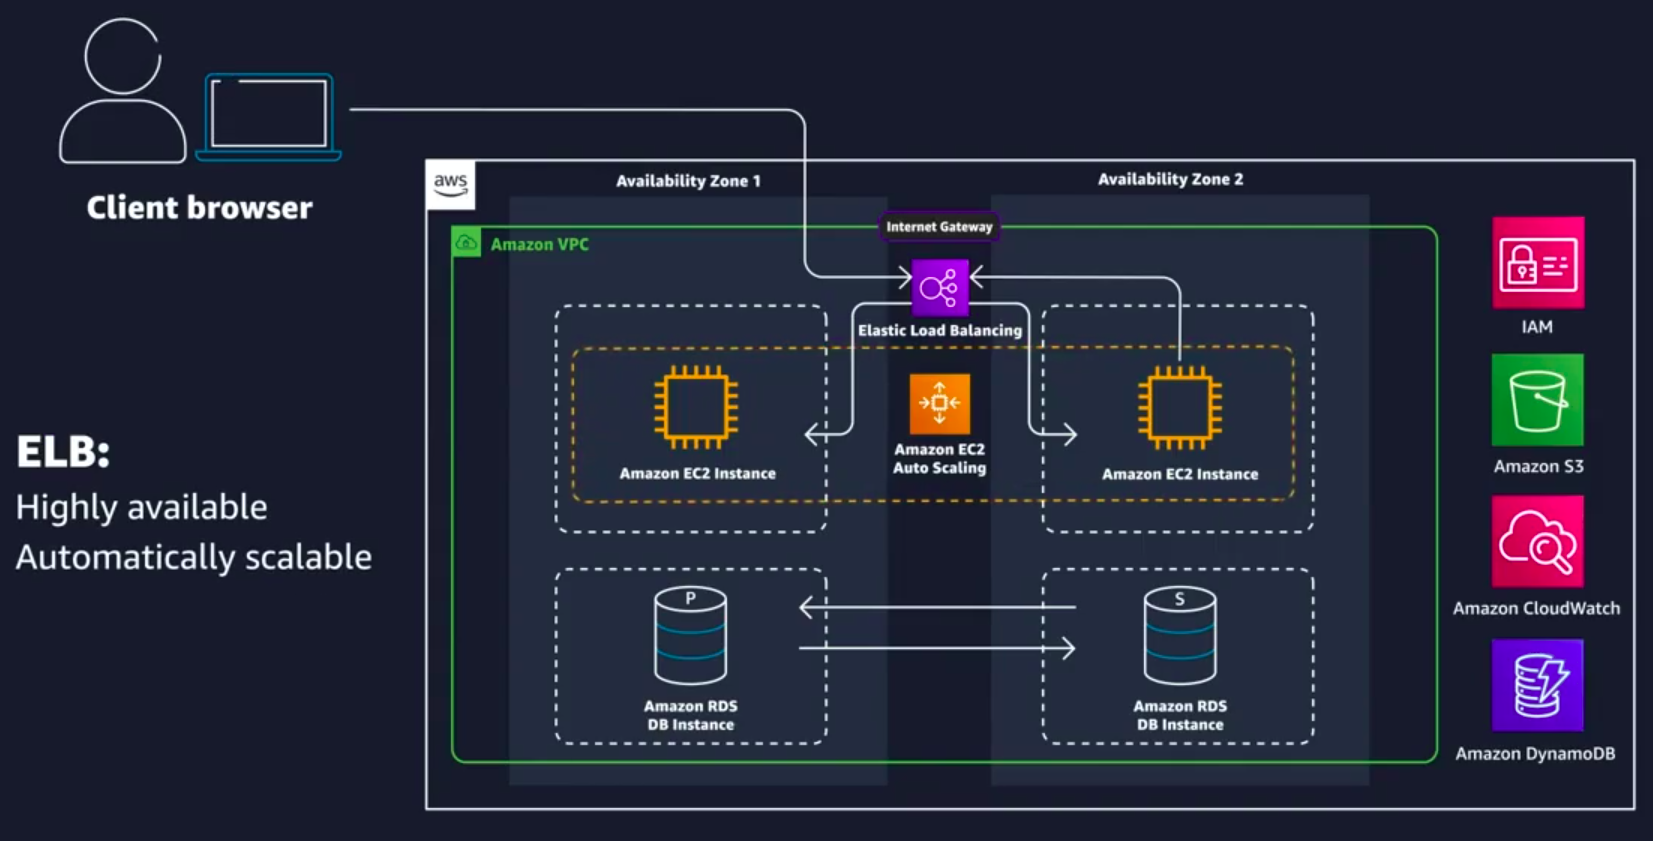 Client browser
ELB:
Highly available
Automatically scalable
aws
Availability Zone 1
Availability Zone 2
Amazon VPC
Internet Gateway
Elastic Load Balancing
Amazon EC2 Instance
Amazon EC2
Auto Scaling
Amazon EC2 Instance
P
Amazon RDS
DB Instance
S
Amazon RDS
DB Instance
IAM
Amazon S3
Amazon CloudWatch
Amazon DynamoDB